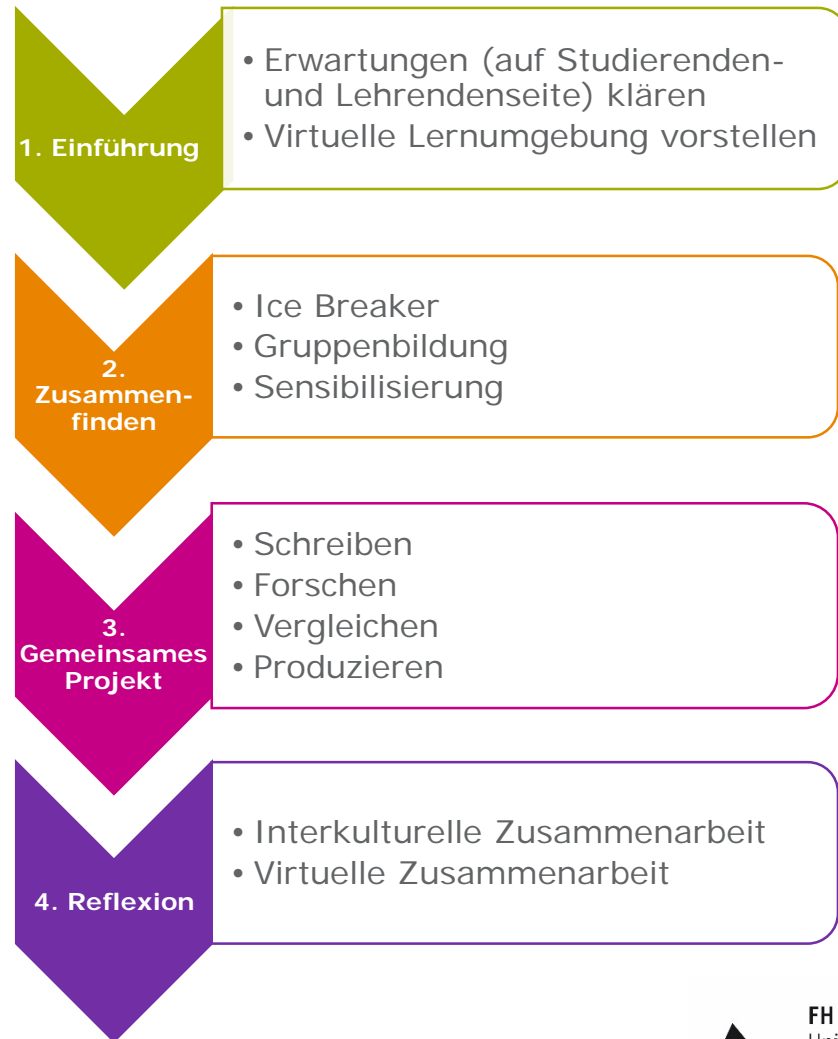 1. Einführung
• Erwartungen (auf Studierenden-
und Lehrendenseite) klären
• Virtuelle Lernumgebung vorstellen
2.
Zusammen-
finden
• Ice Breaker
• Gruppenbildung
• Sensibilisierung
3.
Gemeinsames
Projekt
• Schreiben
• Forschen
• Vergleichen
• Produzieren
4. Reflexion
• Interkulturelle Zusammenarbeit
• Virtuelle Zusammenarbeit
FH